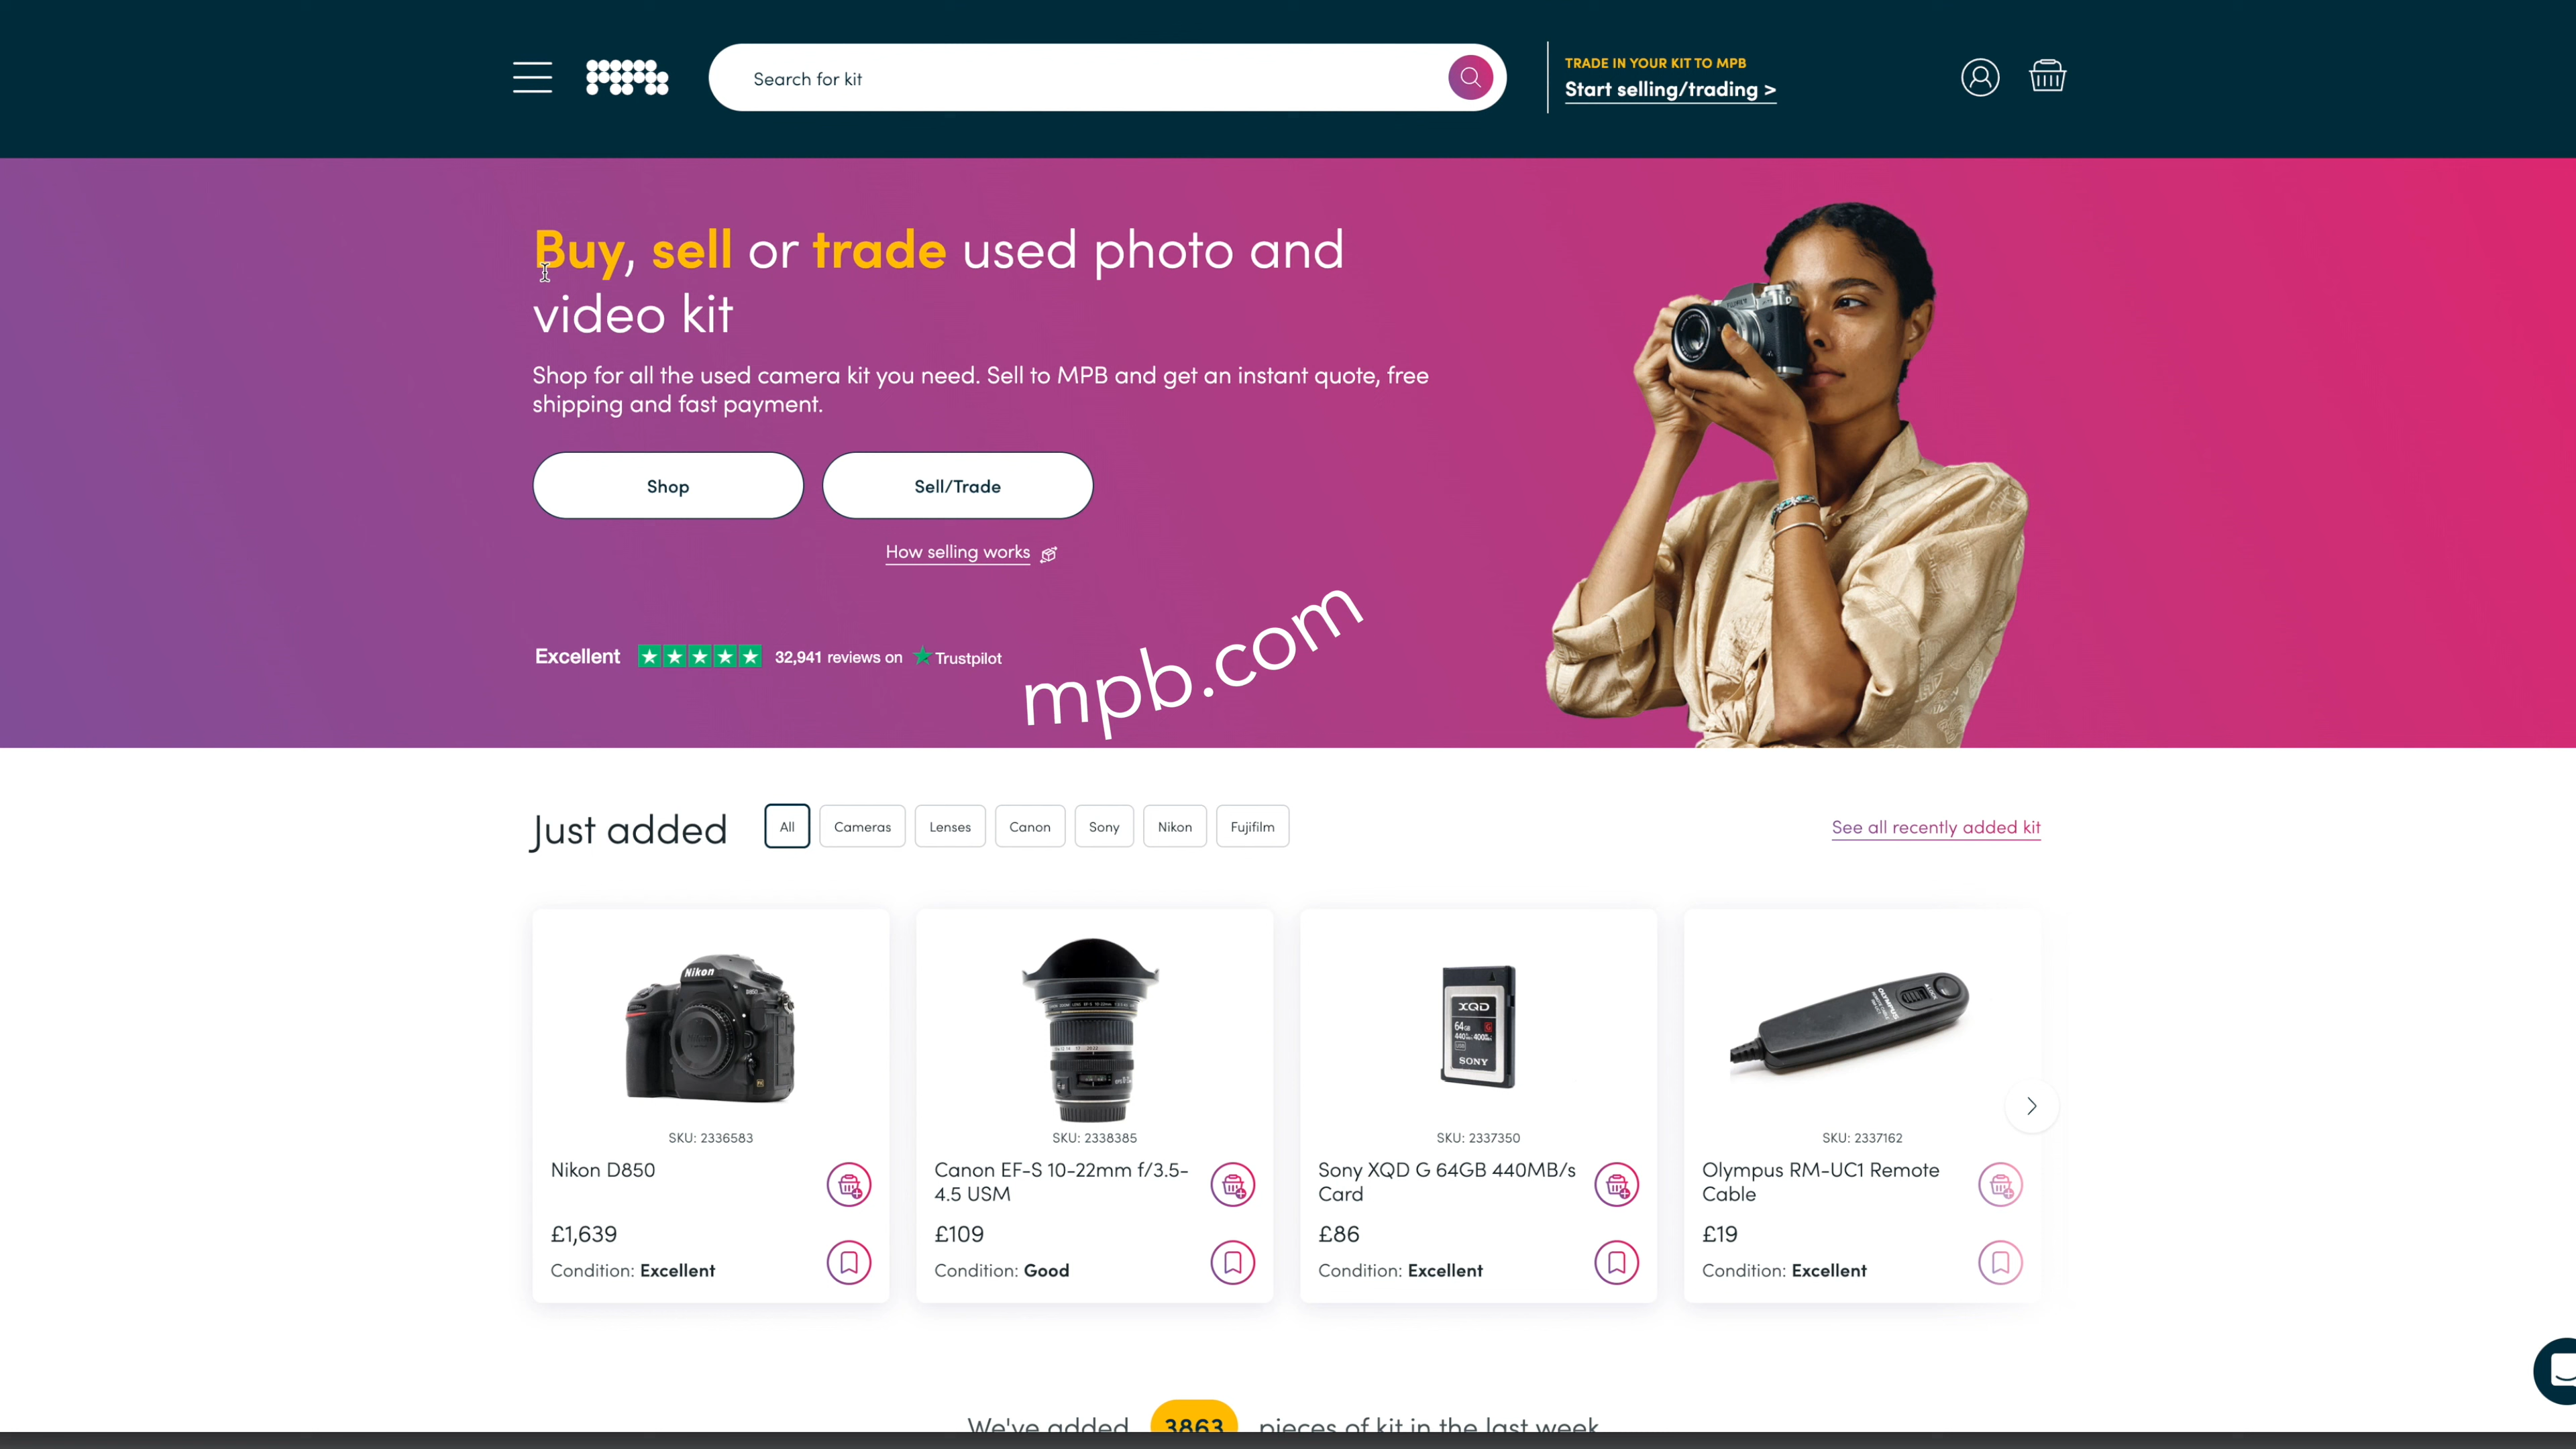 Search for kit
TRADE IN YOUR KIT TO MPB
Start selling/trading >
Buy, sell or trade used photo and
video kit
Shop for all the used camera kit you need. Sell to MPB and get an instant quote, free
shipping and fast payment.
Shop
Sell/Trade
How selling works
Excellent
32,941 reviews on
Trustpilot
mpb.com
Just added
All
Cameras
Lenses
Canon
Sony
Nikon
Fujifilm
See all recently added kit
Nikon
XQD
64GB
SONY
SKU: 2336583
Nikon D850
£1,639
Condition: Excellent
SKU: 2338385
Canon EF-S 10-22mm f/3.5-
4.5 USM
£109
Condition: Good
SKU: 2337350
Sony XQD G 64GB 440MB/s
Card
£86
Condition: Excellent
SKU: 2337162
Olympus RM-UC1 Remote
Cable
£19
Condition: Excellent
We've added 3863 pieces of kit in the last week